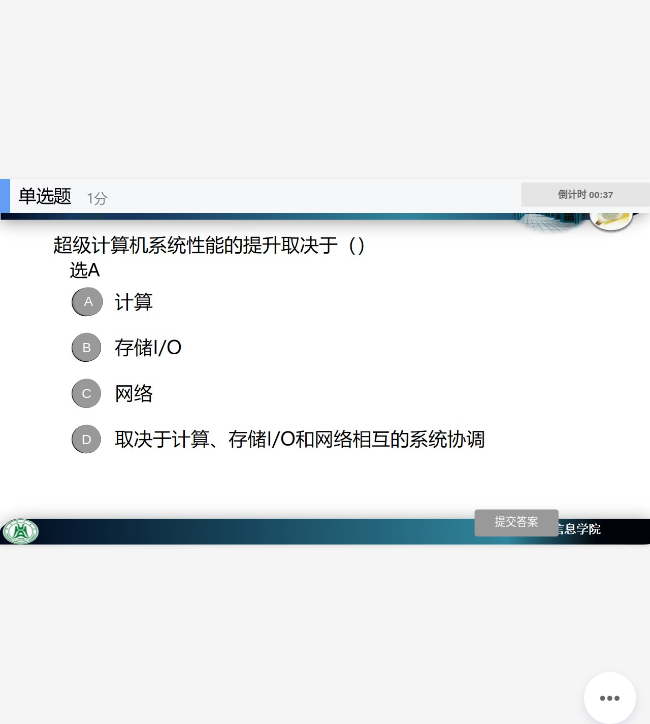 单选题 1分
倒计时 00:37
超级计算机系统性能的提升取决于（）
选A
A 计算
B 存储I/O
C 网络
D 取决于计算、存储I/O和网络相互的系统协调
提交答案
息学院